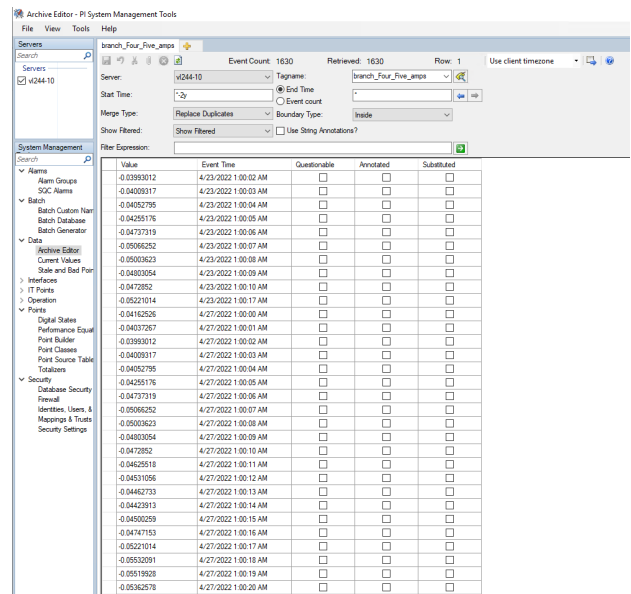 Archive Editor - PI System Management Tools
File View Tools Help
Servers
Search
Servers
vl244-10
System Management
Search
Alarms
Alarm Groups
SQC Alarms
Batch
Batch Custom Nam
Batch Database
Batch Generator
Data
Archive Editor
Current Values
Stale and Bad Poin
Interfaces
IT Points
Operation
Points
Digital States
Performance Equat
Point Builder
Point Classes
Point Source Table
Totalizers
Security
Database Security
Firewall
Identities, Users, &
Mappings & Trusts
Security Settings
branch_Four_Five_amps
Event Count: 1630 Retrieved: 1630 Row: 1 Use client timezone
Server: vl244-10 Tagname: branch_Four_Five_amps
Start Time: *-2y End Time *
Event count
Merge Type: Replace Duplicates Boundary Type: Inside
Show Filtered: Show Filtered Use String Annotations?
Filter Expression:
Value Event Time Questionable Annotated Substituted
-0.03993012 4/23/2022 1:00:02 AM
-0.04009317 4/23/2022 1:00:03 AM
-0.04052795 4/23/2022 1:00:04 AM
-0.04255176 4/23/2022 1:00:05 AM
-0.04737319 4/23/2022 1:00:06 AM
-0.05066252 4/23/2022 1:00:07 AM
-0.05003623 4/23/2022 1:00:08 AM
-0.04803054 4/23/2022 1:00:09 AM
-0.0472852 4/23/2022 1:00:10 AM
-0.05221014 4/23/2022 1:00:17 AM
-0.04162526 4/27/2022 1:00:00 AM
-0.04037267 4/27/2022 1:00:01 AM
-0.03993012 4/27/2022 1:00:02 AM
-0.04009317 4/27/2022 1:00:03 AM
-0.04052795 4/27/2022 1:00:04 AM
-0.04255176 4/27/2022 1:00:05 AM
-0.04737319 4/27/2022 1:00:06 AM
-0.05066252 4/27/2022 1:00:07 AM
-0.05003623 4/27/2022 1:00:08 AM
-0.04803054 4/27/2022 1:00:09 AM
-0.0472852 4/27/2022 1:00:10 AM
-0.04625518 4/27/2022 1:00:11 AM
-0.04531056 4/27/2022 1:00:12 AM
-0.04462733 4/27/2022 1:00:13 AM
-0.04423913 4/27/2022 1:00:14 AM
-0.04500259 4/27/2022 1:00:15 AM
-0.04747153 4/27/2022 1:00:16 AM
-0.05221014 4/27/2022 1:00:17 AM
-0.05532091 4/27/2022 1:00:18 AM
-0.05519928 4/27/2022 1:00:19 AM
-0.05362578 4/27/2022 1:00:20 AM